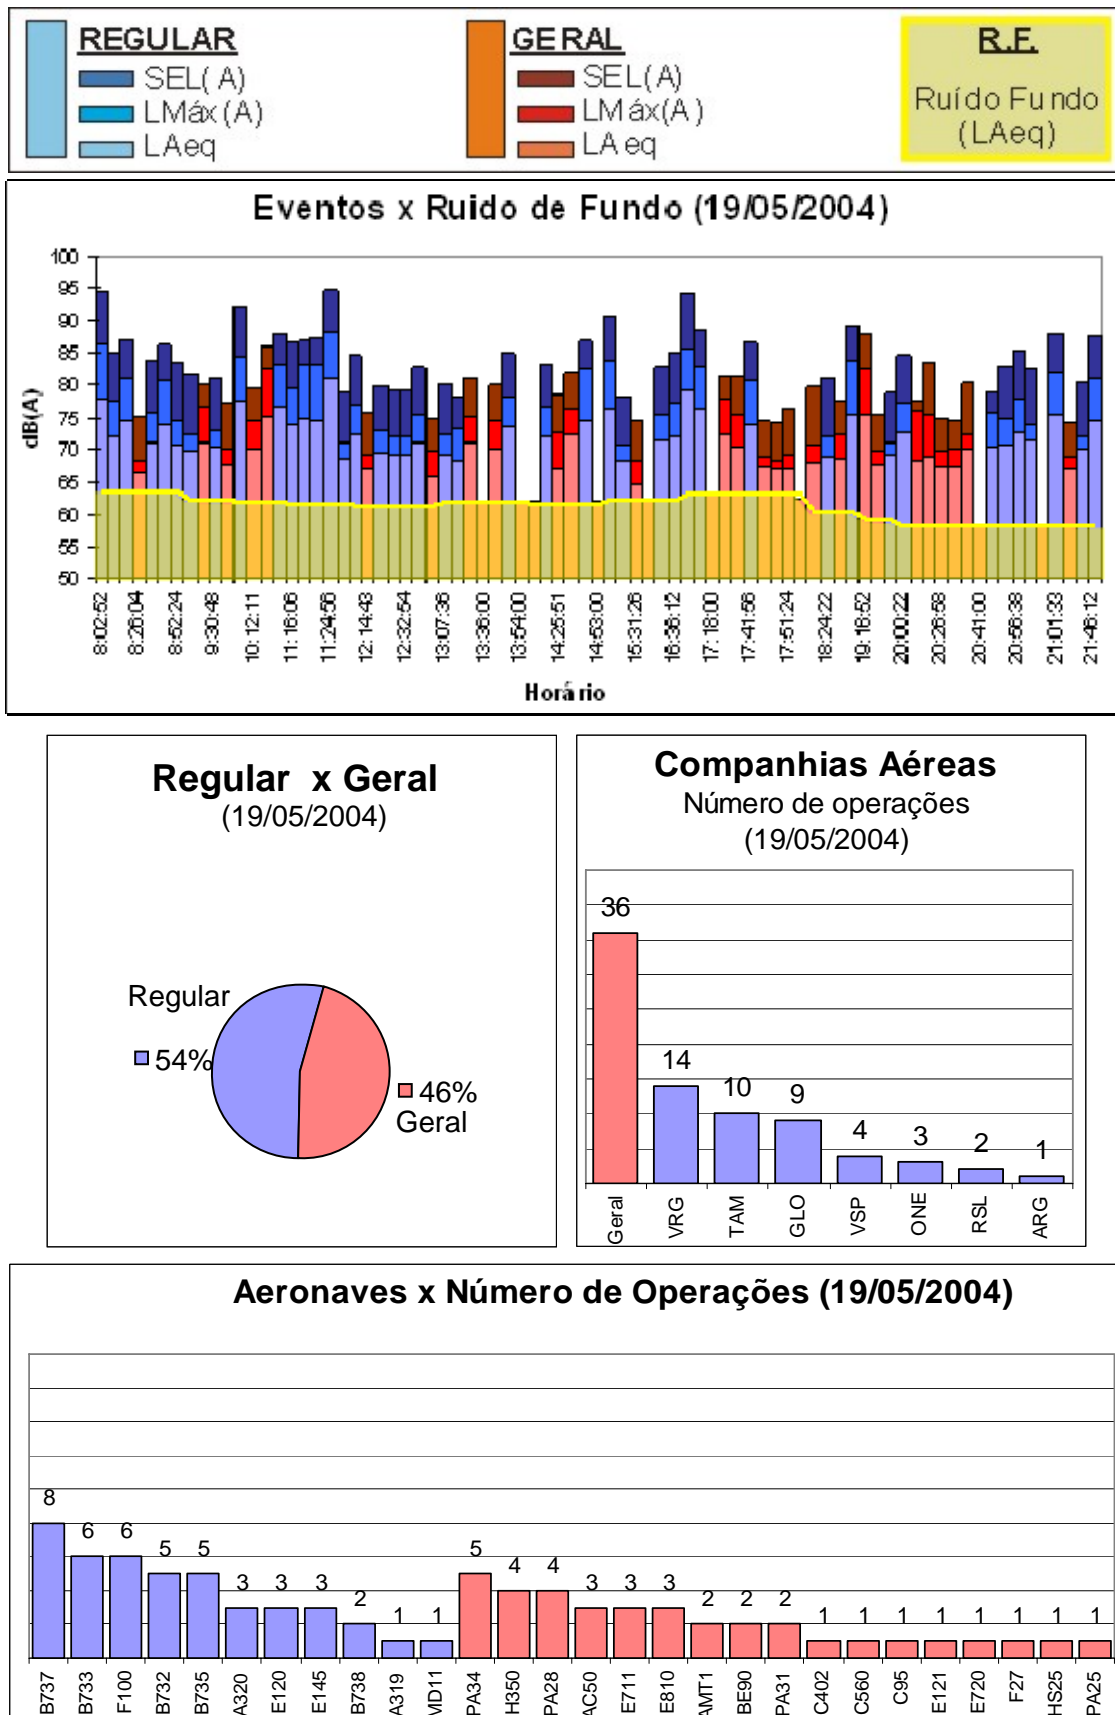 REGULAR
SEL(A)
LMáx(A)
LAeq
GERAL
SEL(A)
LMáx(A)
LAeq
R.F.
Ruído Fundo
(LAeq)
Eventos x Ruido de Fundo (19/05/2004)
dB(A)
100
95
90
85
80
75
70
65
60
55
50
8:02:52
8:26:04
8:52:24
9:30:48
10:12:11
11:16:06
11:24:56
12:14:43
12:32:54
13:07:36
13:36:00
13:54:00
14:25:51
14:53:00
15:31:26
16:36:12
17:18:00
17:41:56
17:51:24
18:24:22
19:16:52
20:00:22
20:26:58
20:41:00
20:56:38
21:01:33
21:46:12
Horário
Regular x Geral
(19/05/2004)
Regular
54%
46%
Geral
Companhias Aéreas
Número de operações
(19/05/2004)
36
14
10
9
4
3
2
1
Geral
VRG
TAM
GLO
VSP
ONE
RSL
ARG
Aeronaves x Número de Operações (19/05/2004)
8 6 6 5 5 3 3 3 2 1 1 5 4 4 3 3 3 2 2 2 1 1 1 1 1 1 1 1
B737
B733
F100
B732
B735
A320
E120
E145
B738
A319
MD11
PA34
H350
PA28
AC50
E711
E810
AMT1
BE90
PA31
C402
C560
C95
E121
E720
F27
HS25
PA25